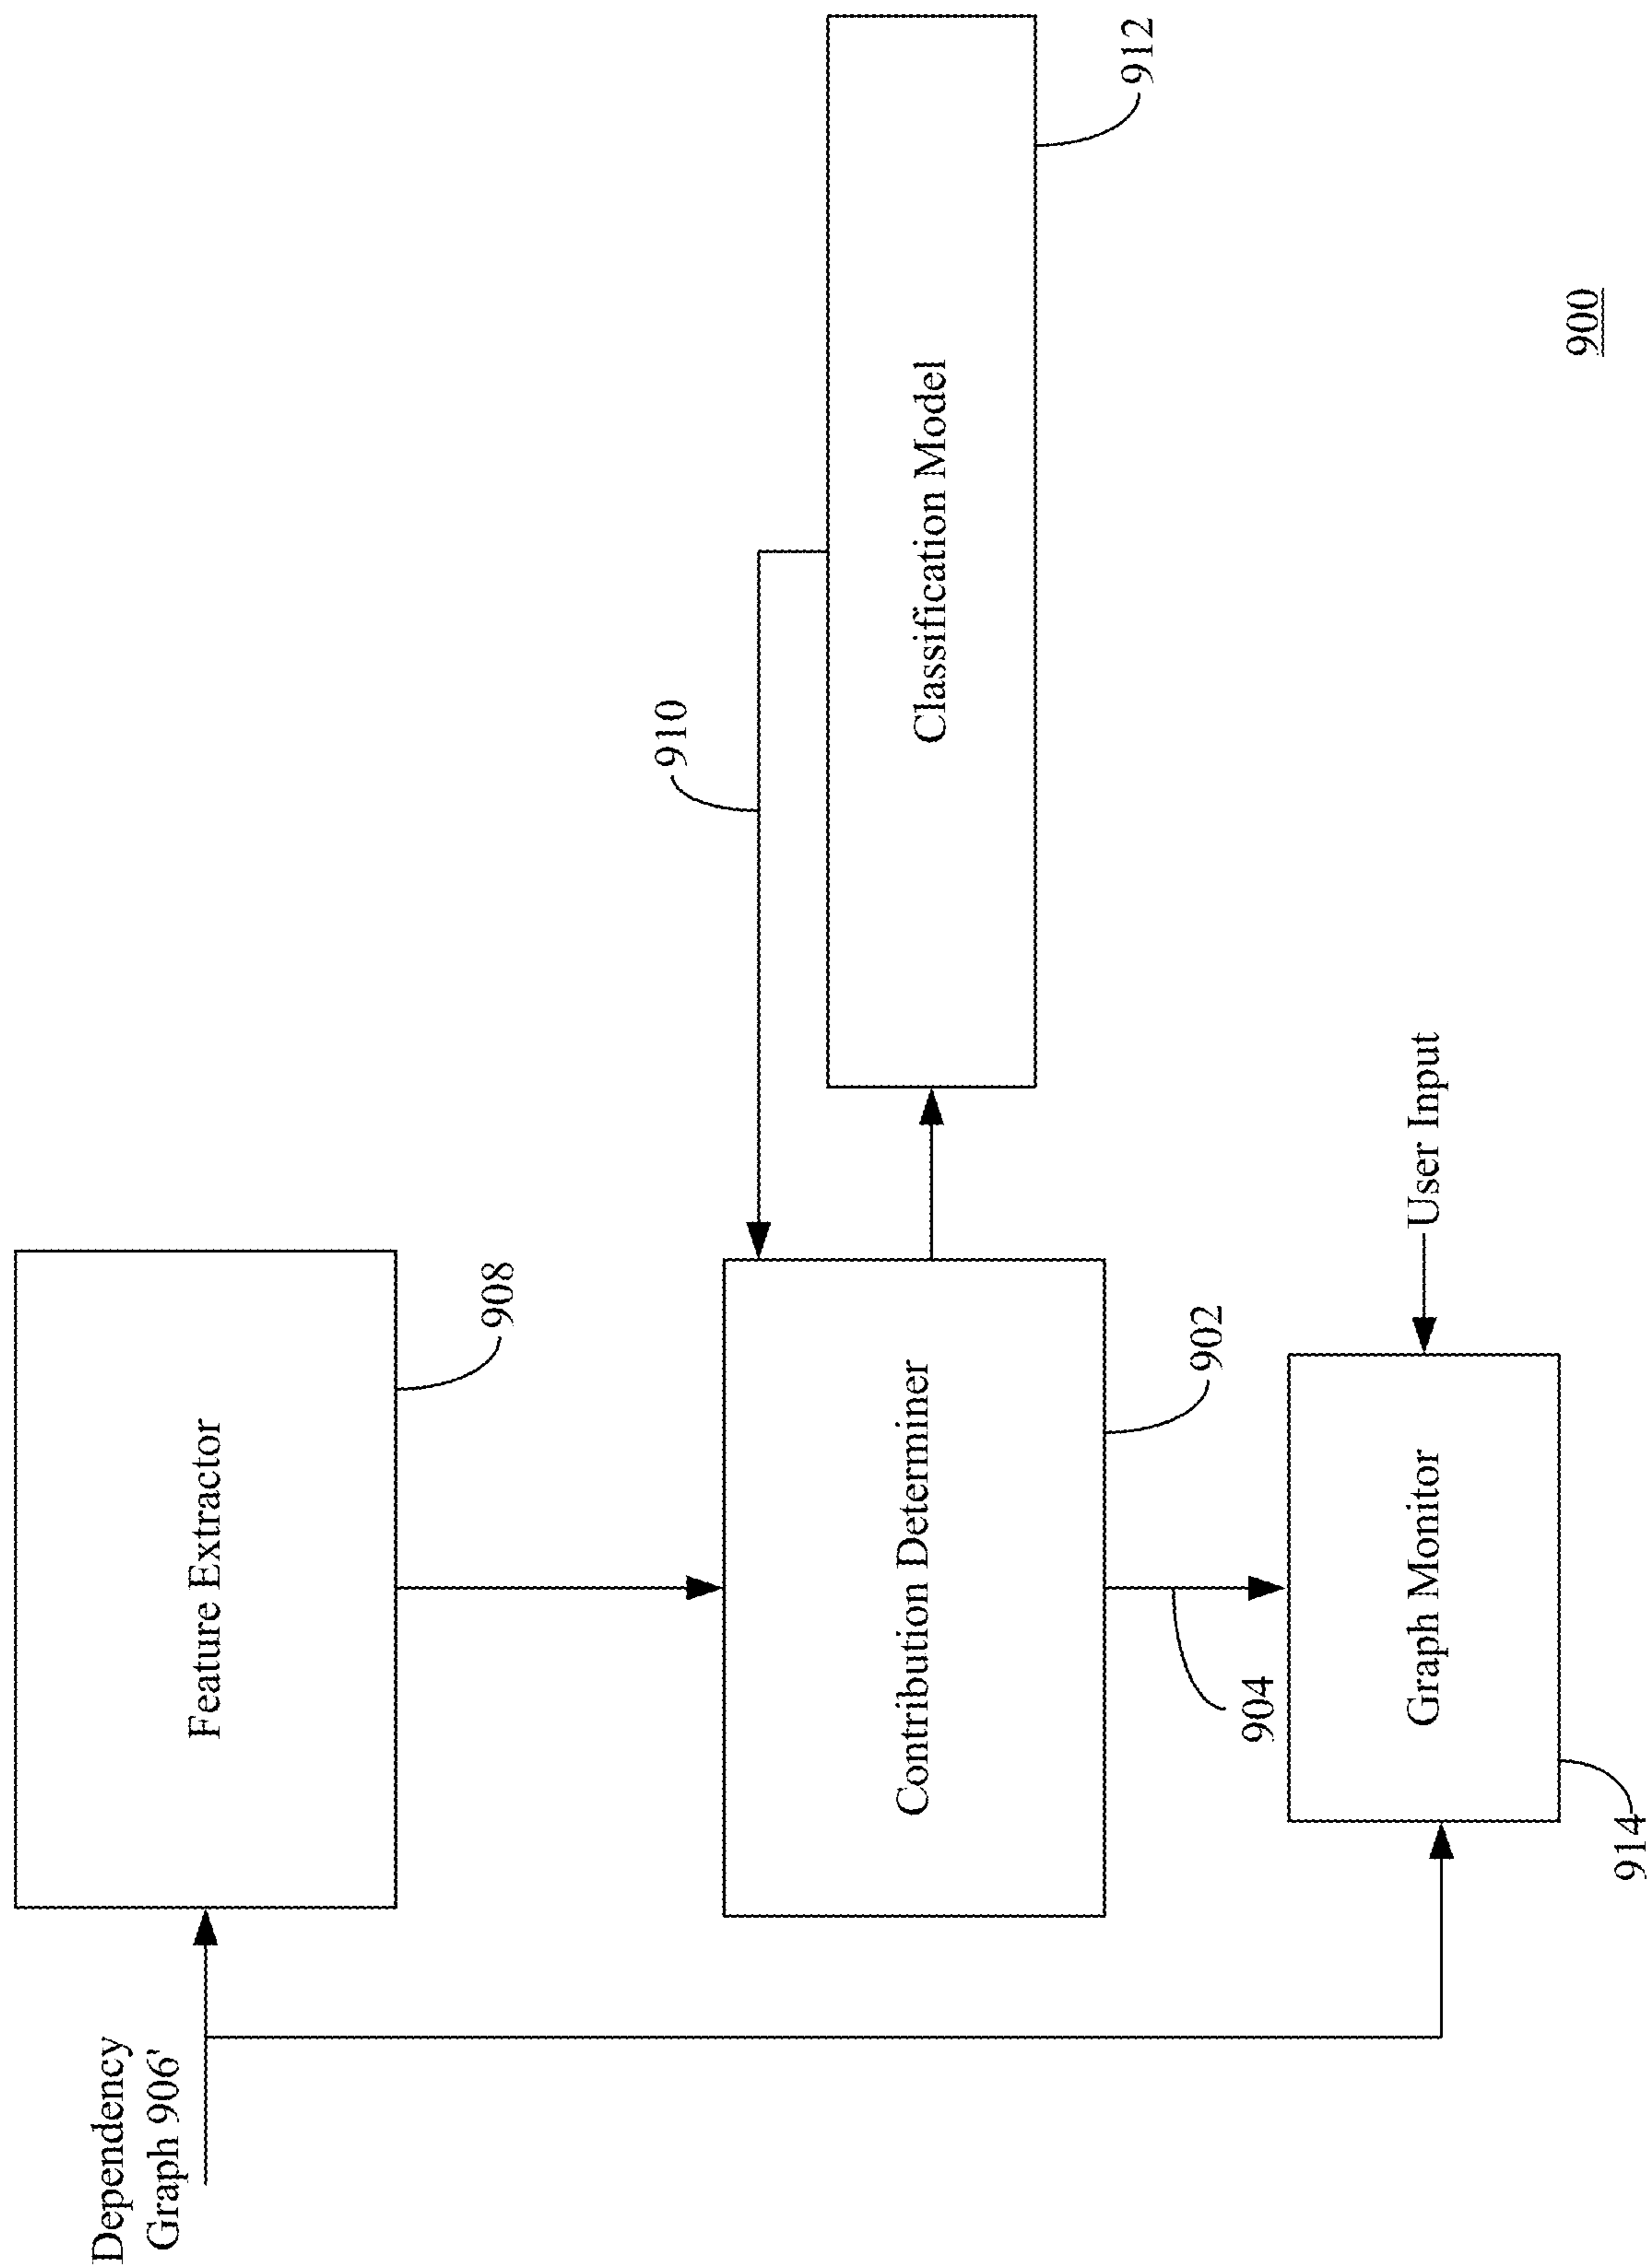 Dependency
Graph 906'
Feature Extractor
908
910
Contribution Determiner
902
Classification Model
912
904
Graph Monitor
914
User Input
900